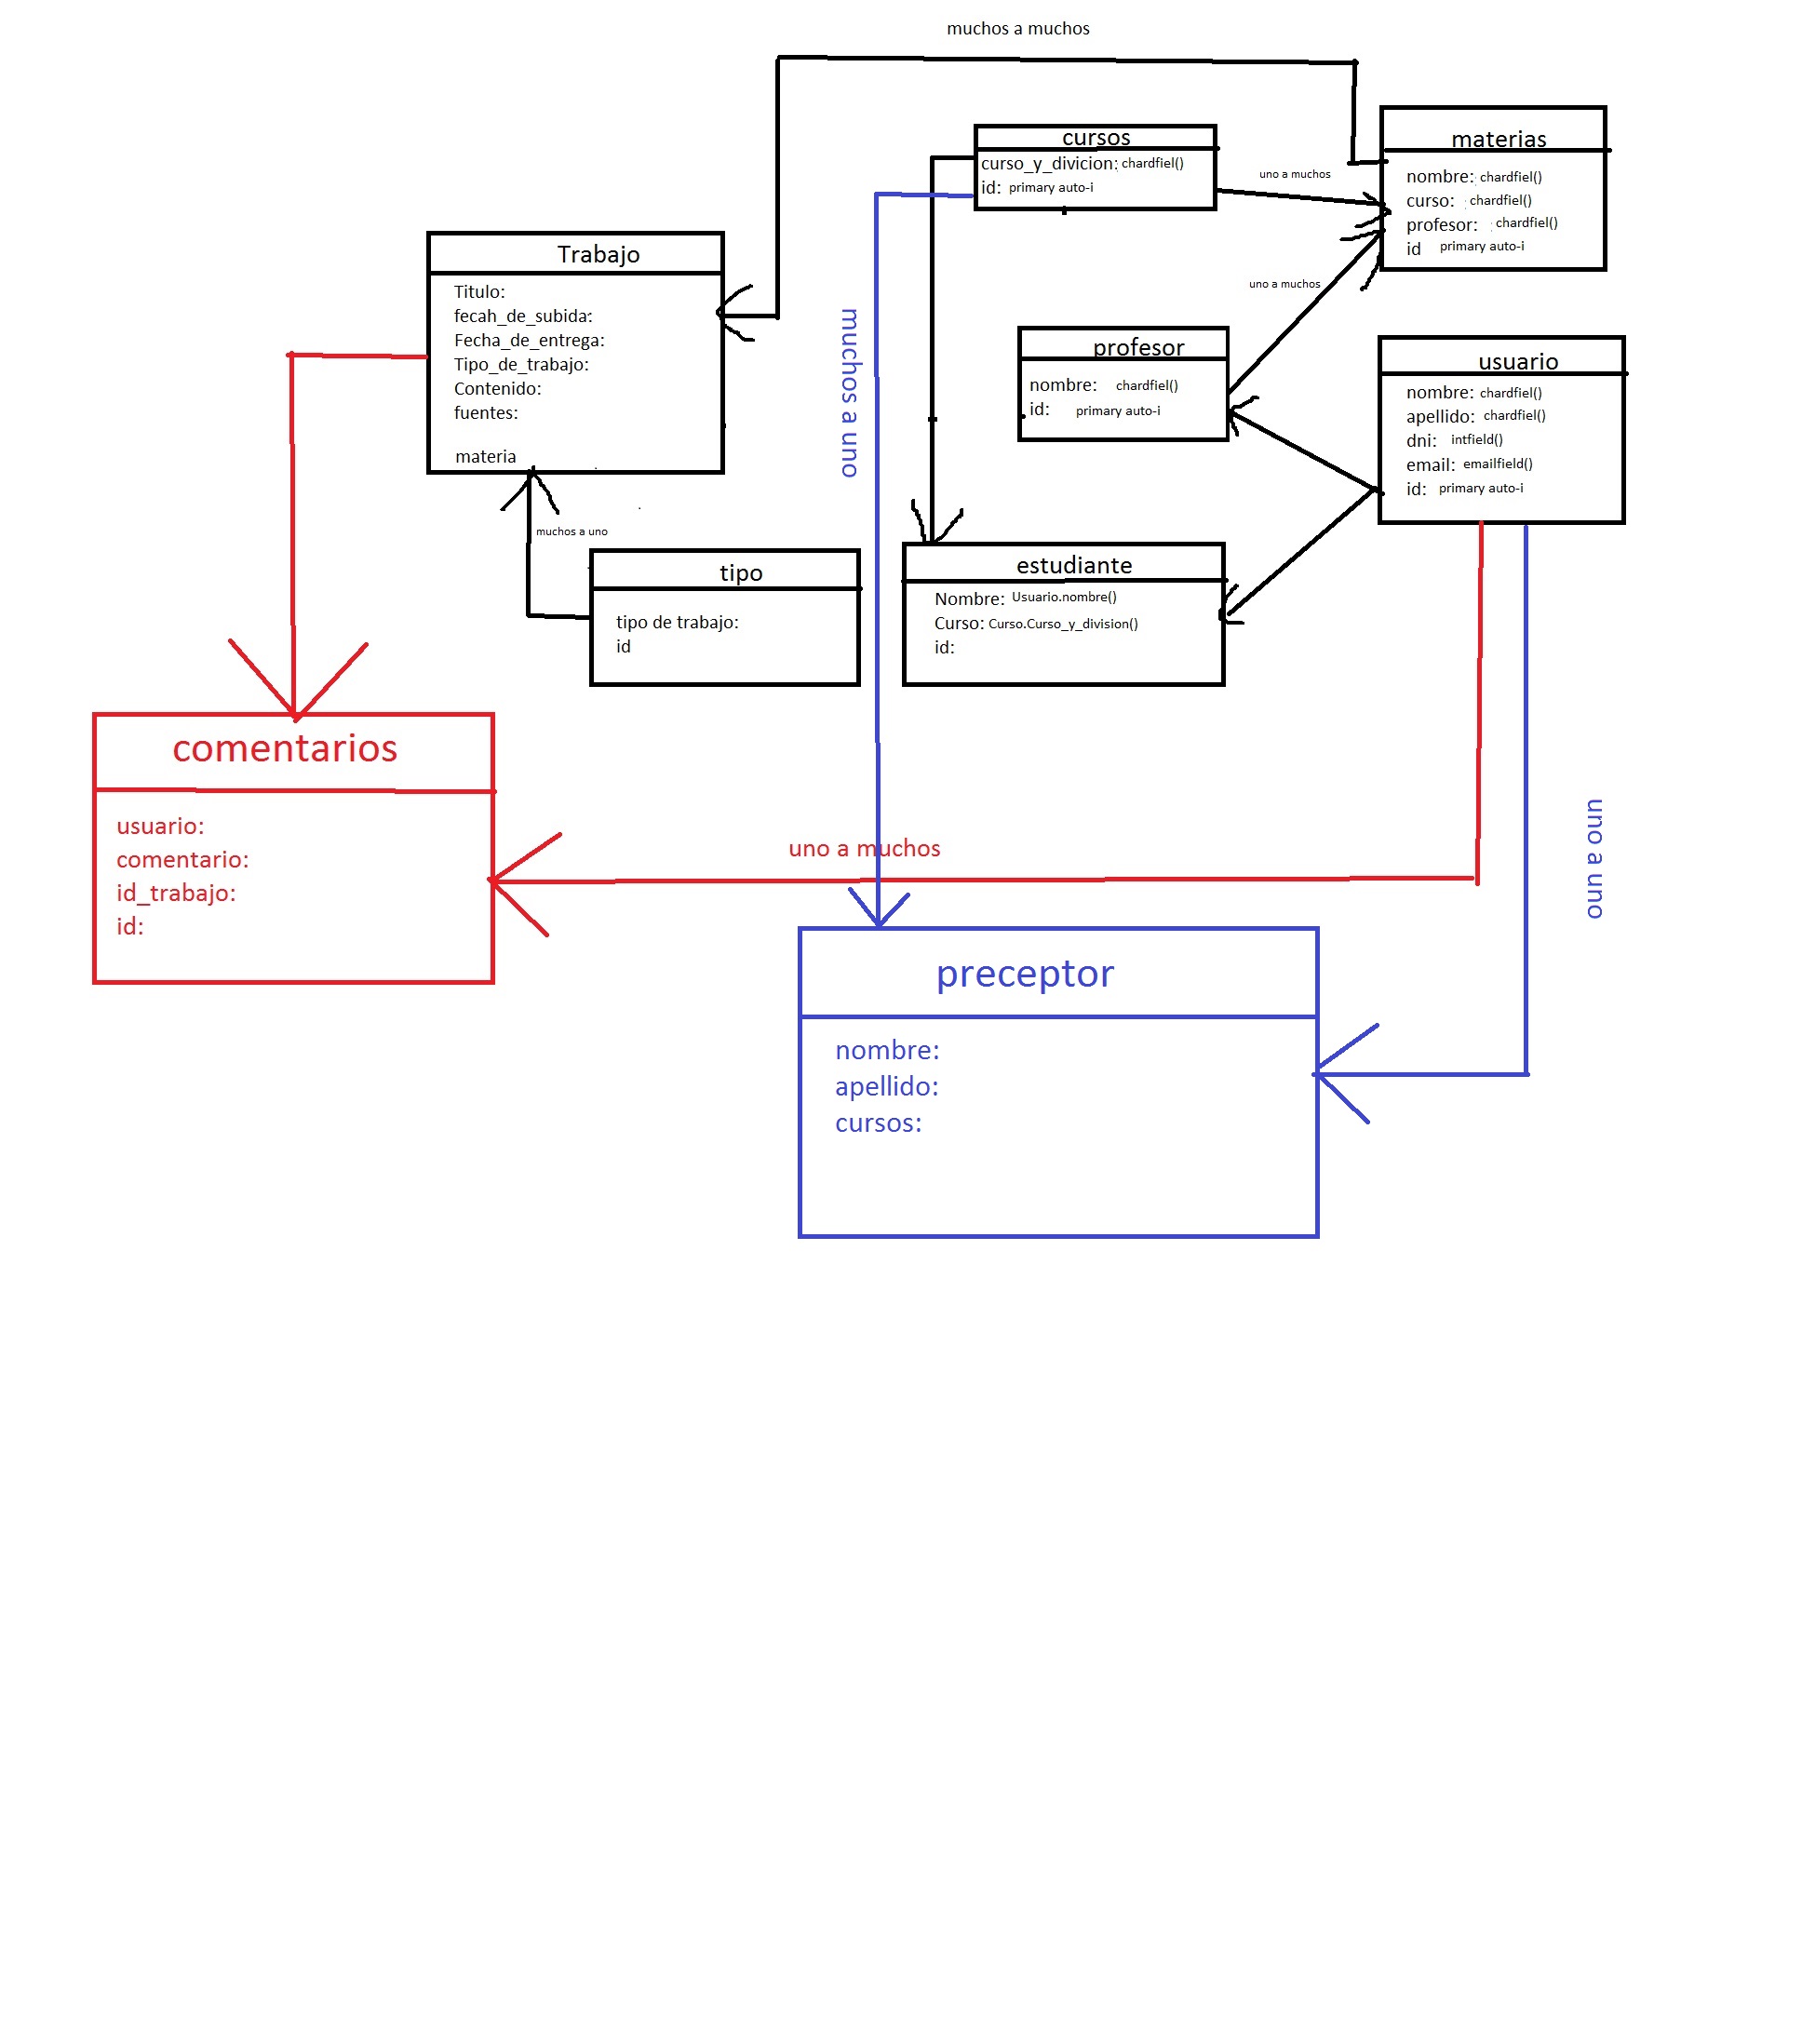 muchos a muchos
cursos
curso_y_divicion: chardfiel()
id: primary auto-i
uno a muchos
materias
nombre: chardfiel()
curso: chardfiel()
profesor: chardfiel()
id primary auto-i
Trabajo
Titulo:
fecah_de_subida:
Fecha_de_entrega:
Tipo_de_trabajo:
Contenido:
fuentes:
materia
muchos a uno
uno a muchos
profesor
nombre: chardfiel()
id: primary auto-i
usuario
nombre: chardfiel()
apellido: chardfiel()
dni: intfield()
email: emailfield()
id: primary auto-i
muchos a uno
tipo
tipo de trabajo:
id
estudiante
Nombre: Usuario.nombre()
Curso: Curso.Curso_y_division()
id:
comentarios
usuario:
comentario:
id_trabajo:
id:
uno a muchos
uno a uno
preceptor
nombre:
apellido:
cursos: